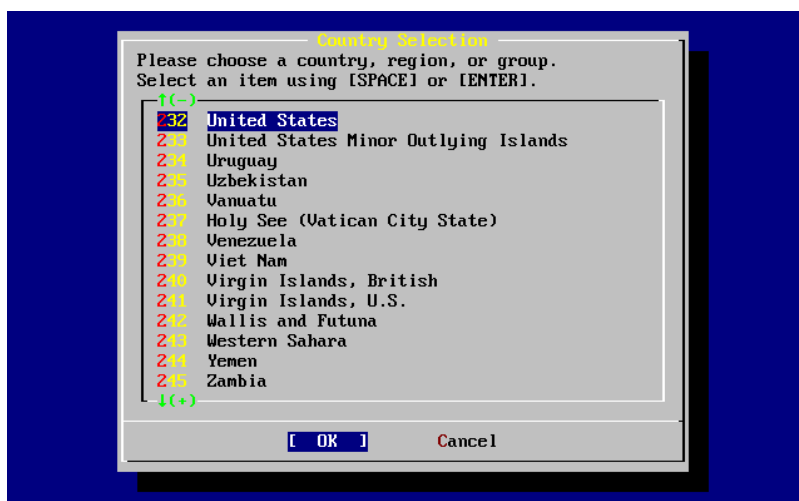 Country Selection
Please choose a country, region, or group.
Select an item using [SPACE] or [ENTER].
↑(-)
232 United States
233 United States Minor Outlying Islands
234 Uruguay
235 Uzbekistan
236 Vanuatu
237 Holy See (Vatican City State)
238 Venezuela
239 Viet Nam
240 Virgin Islands, British
241 Virgin Islands, U.S.
242 Wallis and Futuna
243 Western Sahara
244 Yemen
245 Zambia
↓(+)
[ OK ] Cancel